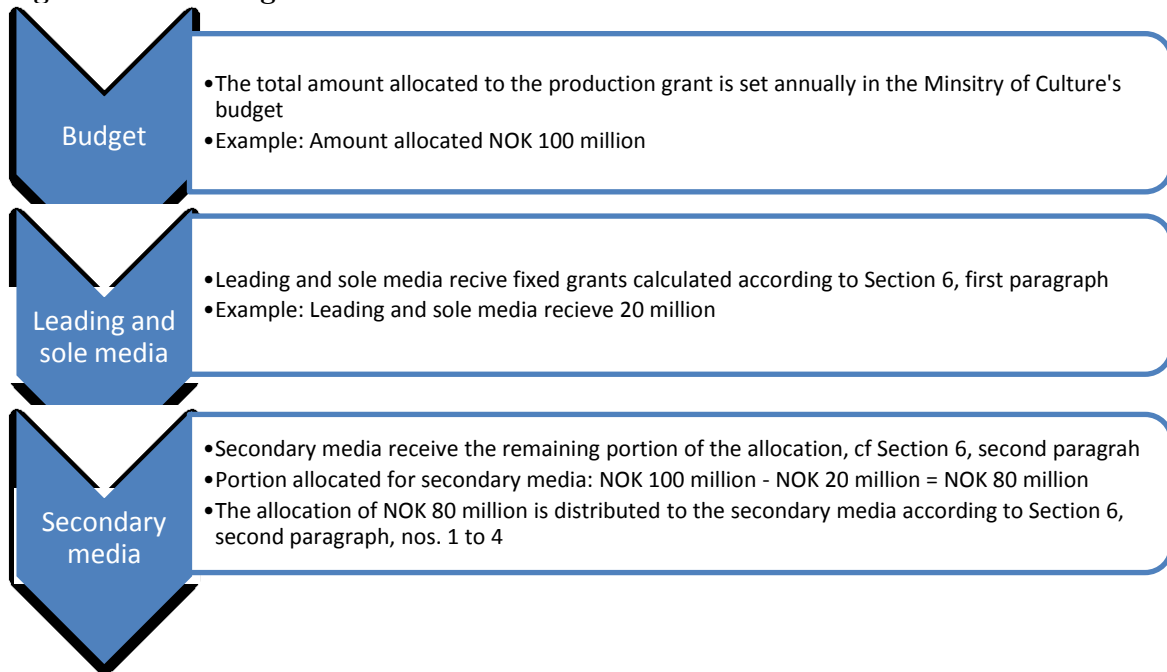 Budget
•The total amount allocated to the production grant is set annually in the Minsitry of Culture's
budget
•Example: Amount allocated NOK 100 million
Leading and
sole media
•Leading and sole media recive fixed grants calculated according to Section 6, first paragraph
•Example: Leading and sole media recieve 20 million
Secondary
media
•Secondary media receive the remaining portion of the allocation, cf Section 6, second paragrah
•Portion allocated for secondary media: NOK 100 million - NOK 20 million = NOK 80 million
•The allocation of NOK 80 million is distributed to the secondary media according to Section 6,
second paragraph, nos. 1 to 4